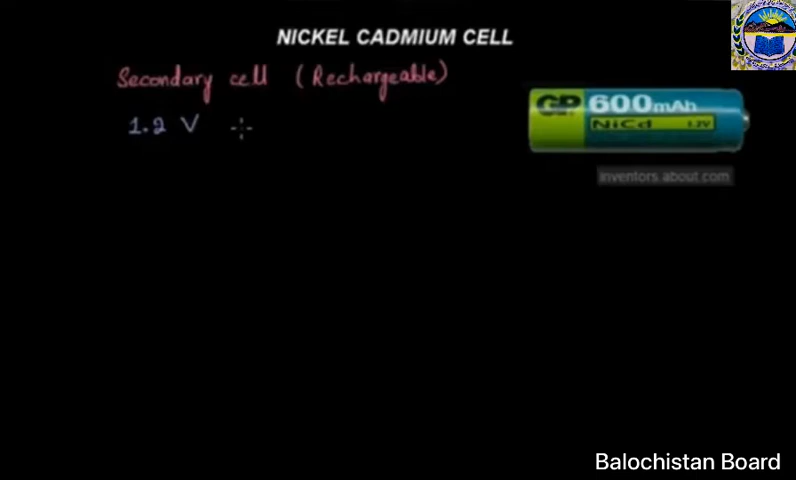 NICKEL CADMIUM CELL
Secondary cell (Rechargeable)
1.2 V
GP 600mAh
NiCd 1.2V
inventors.about.com
Balochistan Board